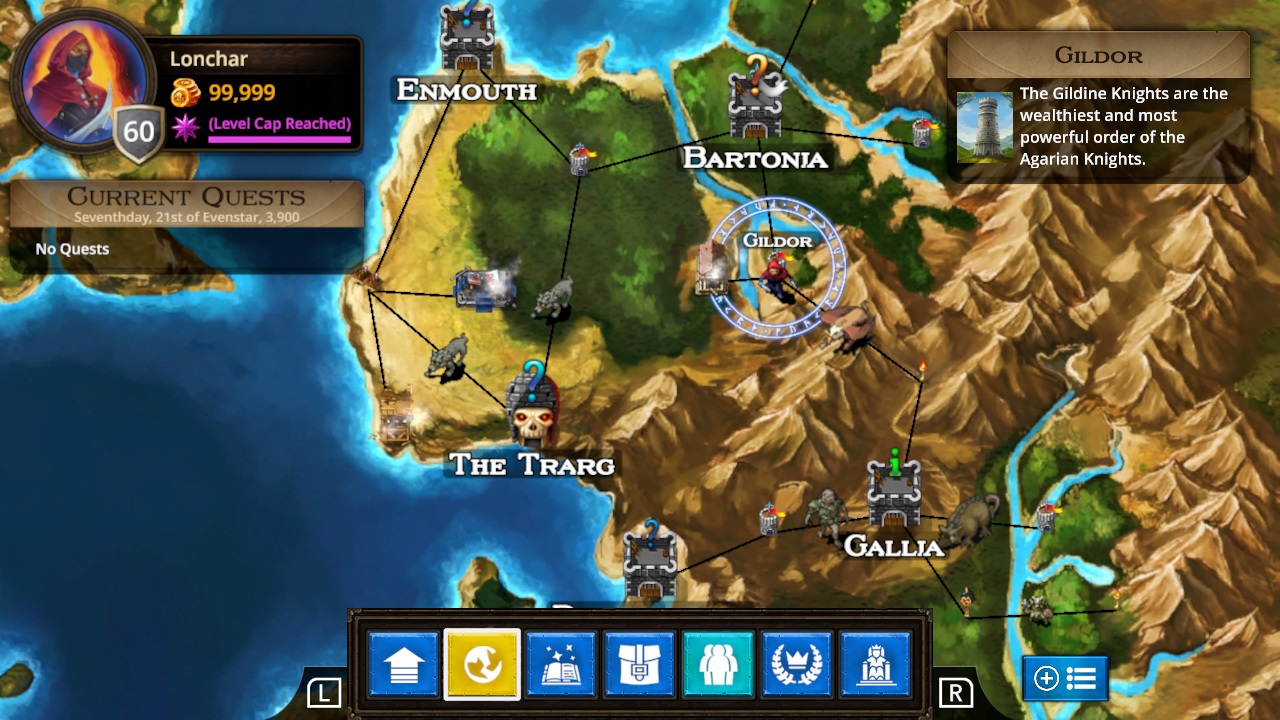 Lonchar
99,999
60
(Level Cap Reached)
Current Quests
Seventhday, 21st of Evenstar, 3,900
No Quests
Enmouth
Bartonia
Gildor
The Trarg
Gallia
Gildor
The Gildine Knights are the
wealthiest and most
powerful order of the
Agarian Knights.
L
R